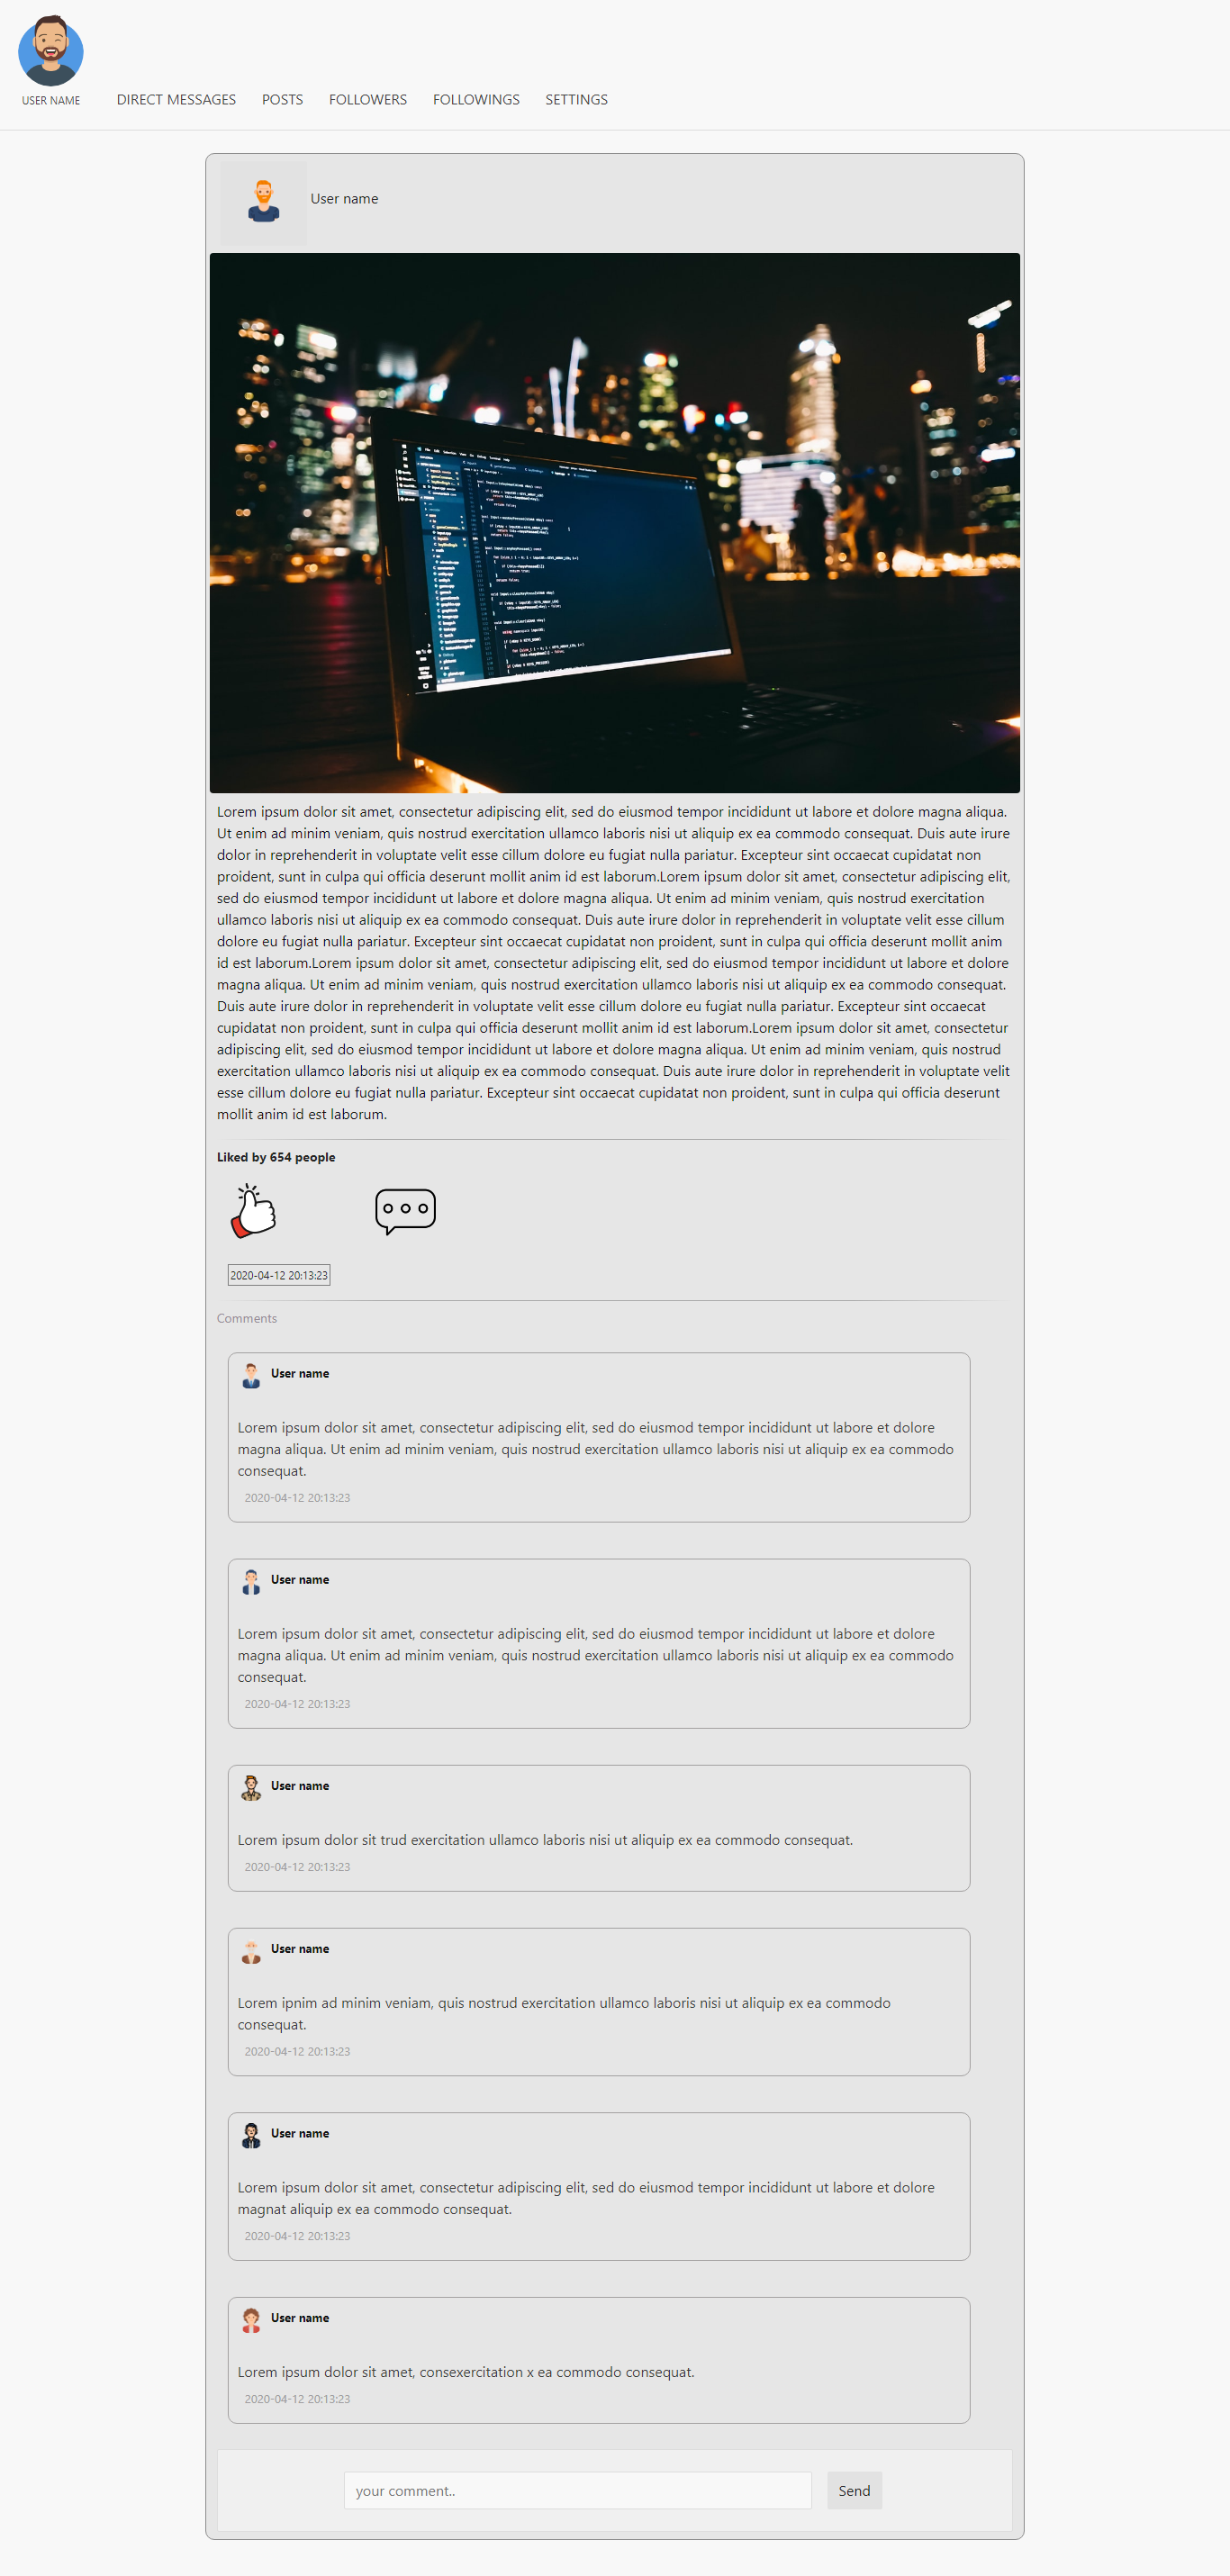 USER NAME
DIRECT MESSAGES POSTS FOLLOWERS FOLLOWINGS SETTINGS
User name
Lorem ipsum dolor sit amet, consectetur adipiscing elit, sed do eiusmod tempor incididunt ut labore et dolore magna aliqua.
Ut enim ad minim veniam, quis nostrud exercitation ullamco laboris nisi ut aliquip ex ea commodo consequat. Duis aute irure
dolor in reprehenderit in voluptate velit esse cillum dolore eu fugiat nulla pariatur. Excepteur sint occaecat cupidatat non
proident, sunt in culpa qui officia deserunt mollit anim id est laborum.Lorem ipsum dolor sit amet, consectetur adipiscing elit,
sed do eiusmod tempor incididunt ut labore et dolore magna aliqua. Ut enim ad minim veniam, quis nostrud exercitation
ullamco laboris nisi ut aliquip ex ea commodo consequat. Duis aute irure dolor in reprehenderit in voluptate velit esse cillum
dolore eu fugiat nulla pariatur. Excepteur sint occaecat cupidatat non proident, sunt in culpa qui officia deserunt mollit anim
id est laborum.Lorem ipsum dolor sit amet, consectetur adipiscing elit, sed do eiusmod tempor incididunt ut labore et dolore
magna aliqua. Ut enim ad minim veniam, quis nostrud exercitation ullamco laboris nisi ut aliquip ex ea commodo consequat.
Duis aute irure dolor in reprehenderit in voluptate velit esse cillum dolore eu fugiat nulla pariatur. Excepteur sint occaecat
cupidatat non proident, sunt in culpa qui officia deserunt mollit anim id est laborum.Lorem ipsum dolor sit amet, consectetur
adipiscing elit, sed do eiusmod tempor incididunt ut labore et dolore magna aliqua. Ut enim ad minim veniam, quis nostrud
exercitation ullamco laboris nisi ut aliquip ex ea commodo consequat. Duis aute irure dolor in reprehenderit in voluptate velit
esse cillum dolore eu fugiat nulla pariatur. Excepteur sint occaecat cupidatat non proident, sunt in culpa qui officia deserunt
mollit anim id est laborum.
Liked by 654 people
2020-04-12 20:13:23
Comments
User name
Lorem ipsum dolor sit amet, consectetur adipiscing elit, sed do eiusmod tempor incididunt ut labore et dolore
magna aliqua. Ut enim ad minim veniam, quis nostrud exercitation ullamco laboris nisi ut aliquip ex ea commodo
consequat.
2020-04-12 20:13:23
User name
Lorem ipsum dolor sit amet, consectetur adipiscing elit, sed do eiusmod tempor incididunt ut labore et dolore
magna aliqua. Ut enim ad minim veniam, quis nostrud exercitation ullamco laboris nisi ut aliquip ex ea commodo
consequat.
2020-04-12 20:13:23
User name
Lorem ipsum dolor sit trud exercitation ullamco laboris nisi ut aliquip ex ea commodo consequat.
2020-04-12 20:13:23
User name
Lorem ipnim ad minim veniam, quis nostrud exercitation ullamco laboris nisi ut aliquip ex ea commodo
consequat.
2020-04-12 20:13:23
User name
Lorem ipsum dolor sit amet, consectetur adipiscing elit, sed do eiusmod tempor incididunt ut labore et dolore
magnat aliquip ex ea commodo consequat.
2020-04-12 20:13:23
User name
Lorem ipsum dolor sit amet, consexercitation x ea commodo consequat.
2020-04-12 20:13:23
your comment.. Send